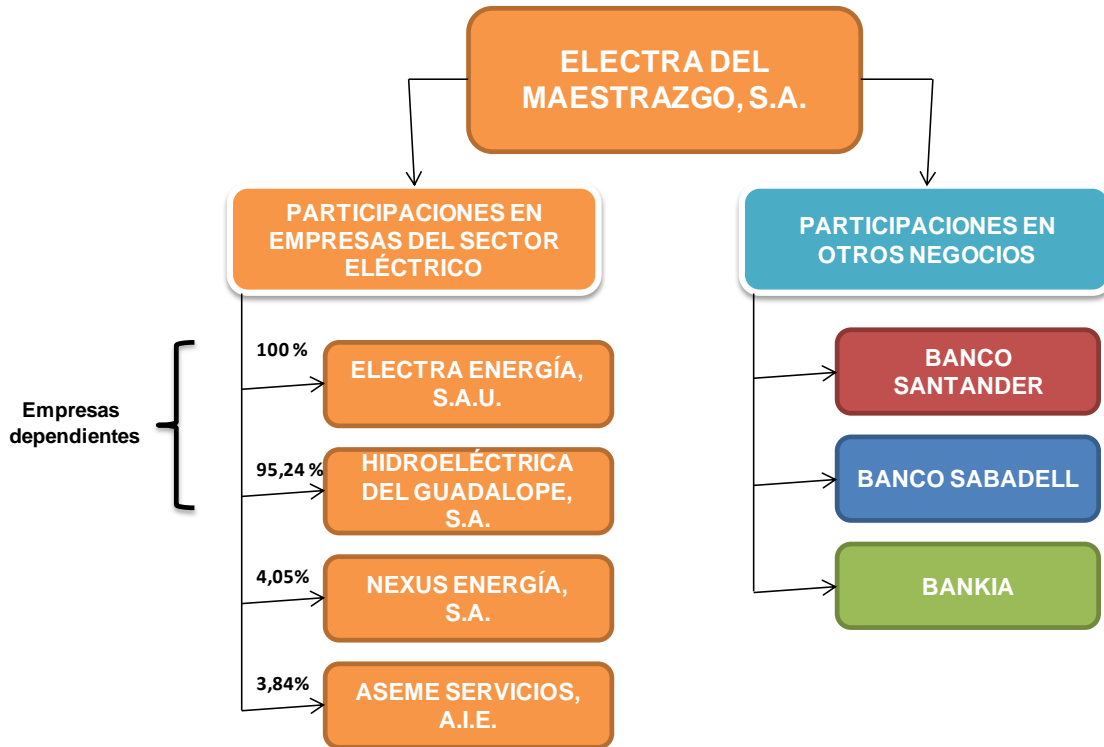 ELECTRA DEL
MAESTRAZGO, S.A.
PARTICIPACIONES EN
EMPRESAS DEL SECTOR
ELÉCTRICO
PARTICIPACIONES EN
OTROS NEGOCIOS
Empresas
dependientes
100 %
ELECTRA ENERGÍA,
S.A.U.
95,24 %
HIDROELÉCTRICA
DEL GUADALOPE,
S.A.
4,05%
NEXUS ENERGÍA,
S.A.
3,84%
ASEME SERVICIOS,
A.I.E.
BANCO
SANTANDER
BANCO SABADELL
BANKIA